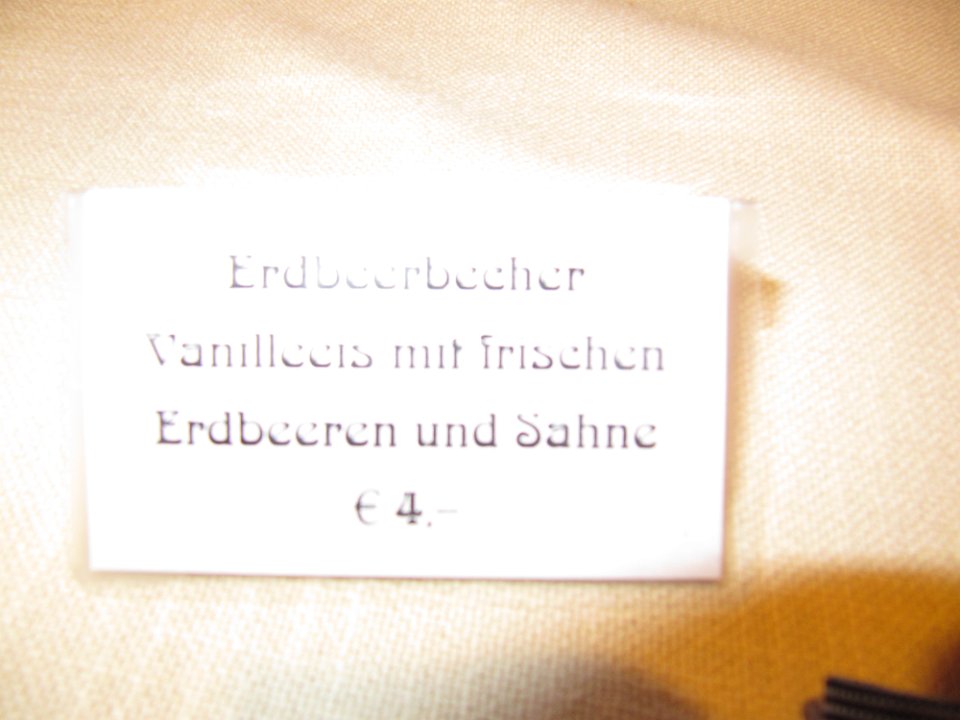 Erdbeerbecher
Vanilleeis mit frischen
Erdbeeren und Sahne
€ 4.-